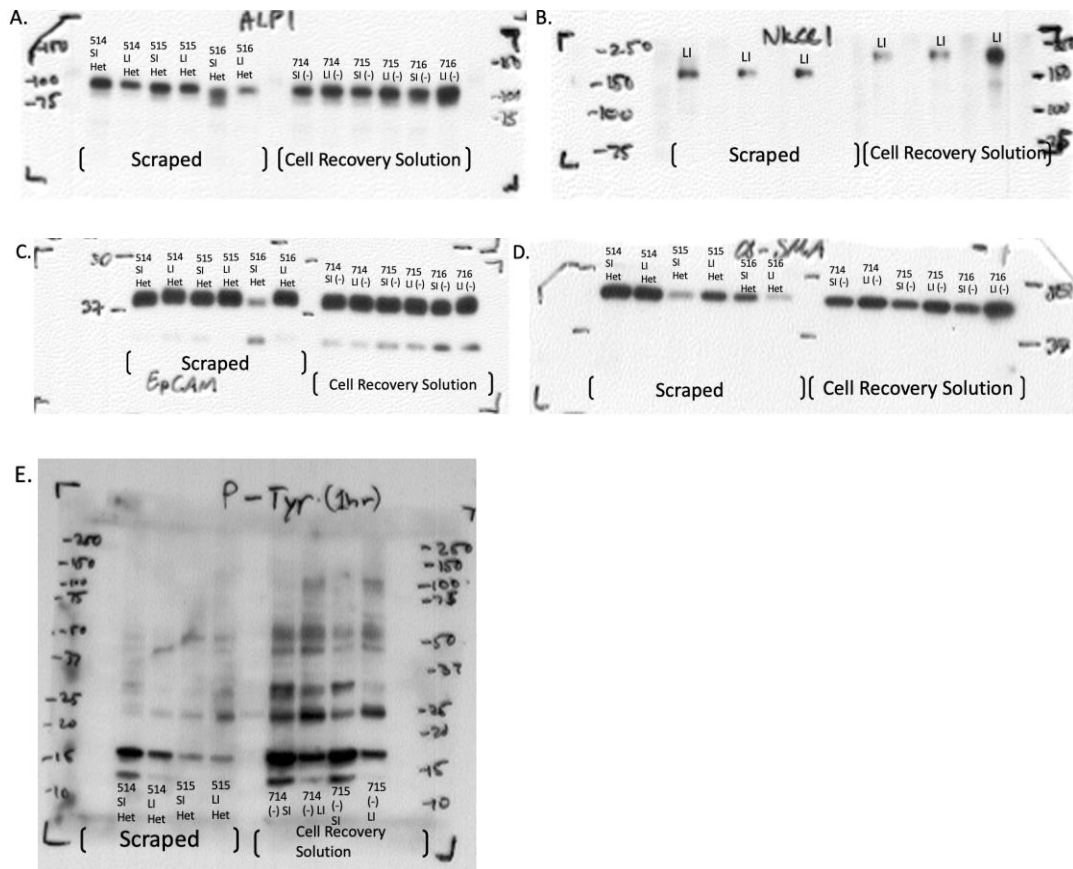 A.
ALPI
-150
-100
-75
514 SI Het
514 LI Het
515 SI Het
515 LI Het
516 SI Het
516 LI Het
714 SI (-)
714 LI (-)
715 SI (-)
715 LI (-)
716 SI (-)
716 LI (-)
-150
-100
-75
Scraped
Cell Recovery Solution
B.
Nkcc1
-250
-150
-100
-75
LI
LI
LI
LI
LI
LI
-150
-100
Scraped
Cell Recovery Solution
C.
37
514 SI Het
514 LI Het
515 SI Het
515 LI Het
516 SI Het
516 LI Het
714 SI (-)
714 LI (-)
715 SI (-)
715 LI (-)
716 SI (-)
716 LI (-)
Scraped
EpCAM
Cell Recovery Solution
D.
α-SMA
514 SI Het
514 LI Het
515 SI Het
515 LI Het
516 SI Het
516 LI Het
714 SI (-)
714 LI (-)
715 SI (-)
715 LI (-)
716 SI (-)
716 LI (-)
37
Scraped
Cell Recovery Solution
E.
P-Tyr. (1hr)
-250
-150
-100
-75
-50
-37
-25
-20
-15
-10
-250
-150
-100
-75
-50
-37
-25
-20
-15
-10
514 SI Het
514 LI Het
515 SI Het
515 LI Het
714 (-) SI
714 (-) LI
715 (-) SI
715 (-) LI
Scraped
Cell Recovery Solution